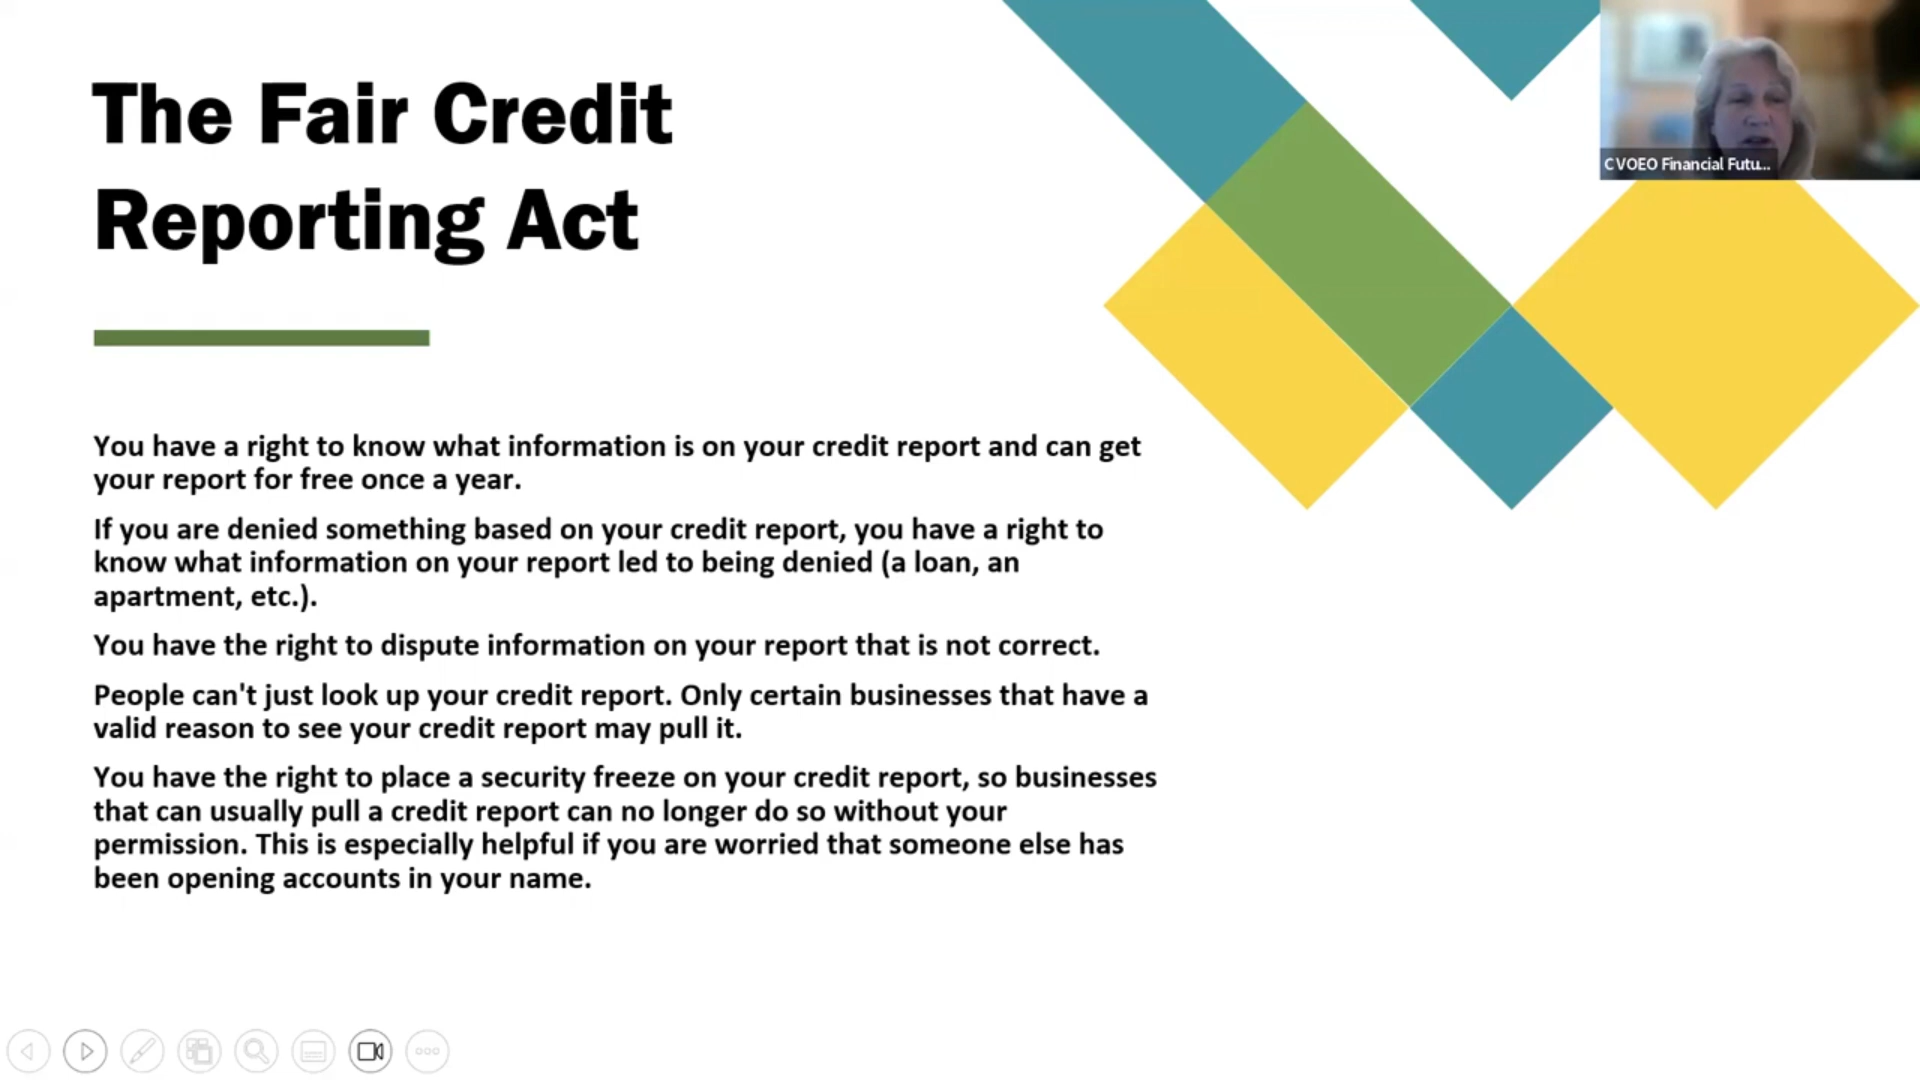 The Fair Credit
Reporting Act
CVOEO Financial Futu...
You have a right to know what information is on your credit report and can get
your report for free once a year.
If you are denied something based on your credit report, you have a right to
know what information on your report led to being denied (a loan, an
apartment, etc.).
You have the right to dispute information on your report that is not correct.
People can't just look up your credit report. Only certain businesses that have a
valid reason to see your credit report may pull it.
You have the right to place a security freeze on your credit report, so businesses
that can usually pull a credit report can no longer do so without your
permission. This is especially helpful if you are worried that someone else has
been opening accounts in your name.